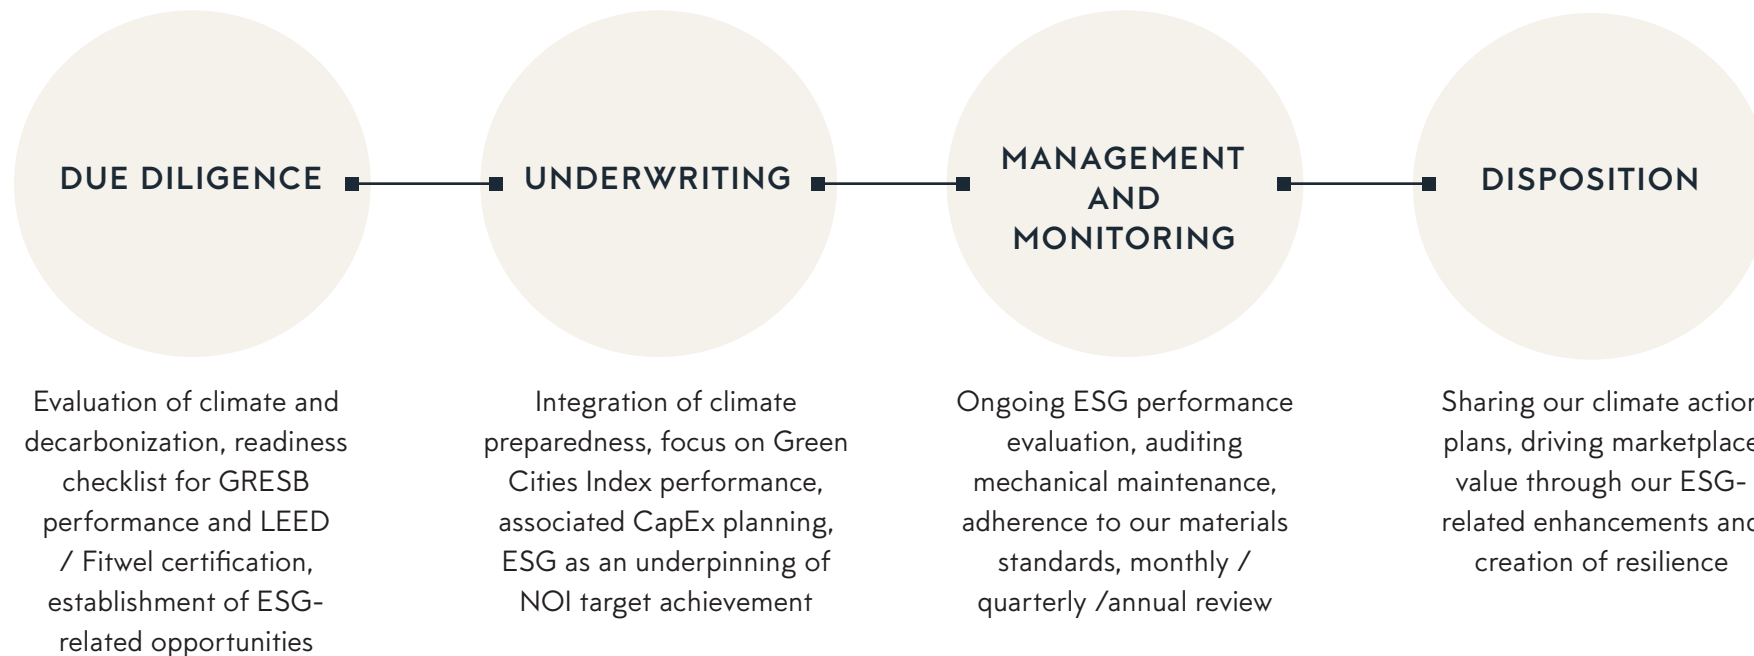 DUE DILIGENCE
Evaluation of climate and
decarbonization, readiness
checklist for GRESB
performance and LEED
/ Fitwel certification,
establishment of ESG-
related opportunities
UNDERWRITING
Integration of climate
preparedness, focus on Green
Cities Index performance,
associated CapEx planning,
ESG as an underpinning of
NOI target achievement
MANAGEMENT
AND
MONITORING
Ongoing ESG performance
evaluation, auditing
mechanical maintenance,
adherence to our materials
standards, monthly /
quarterly /annual review
DISPOSITION
Sharing our climate action
plans, driving marketplace
value through our ESG-
related enhancements and
creation of resilience